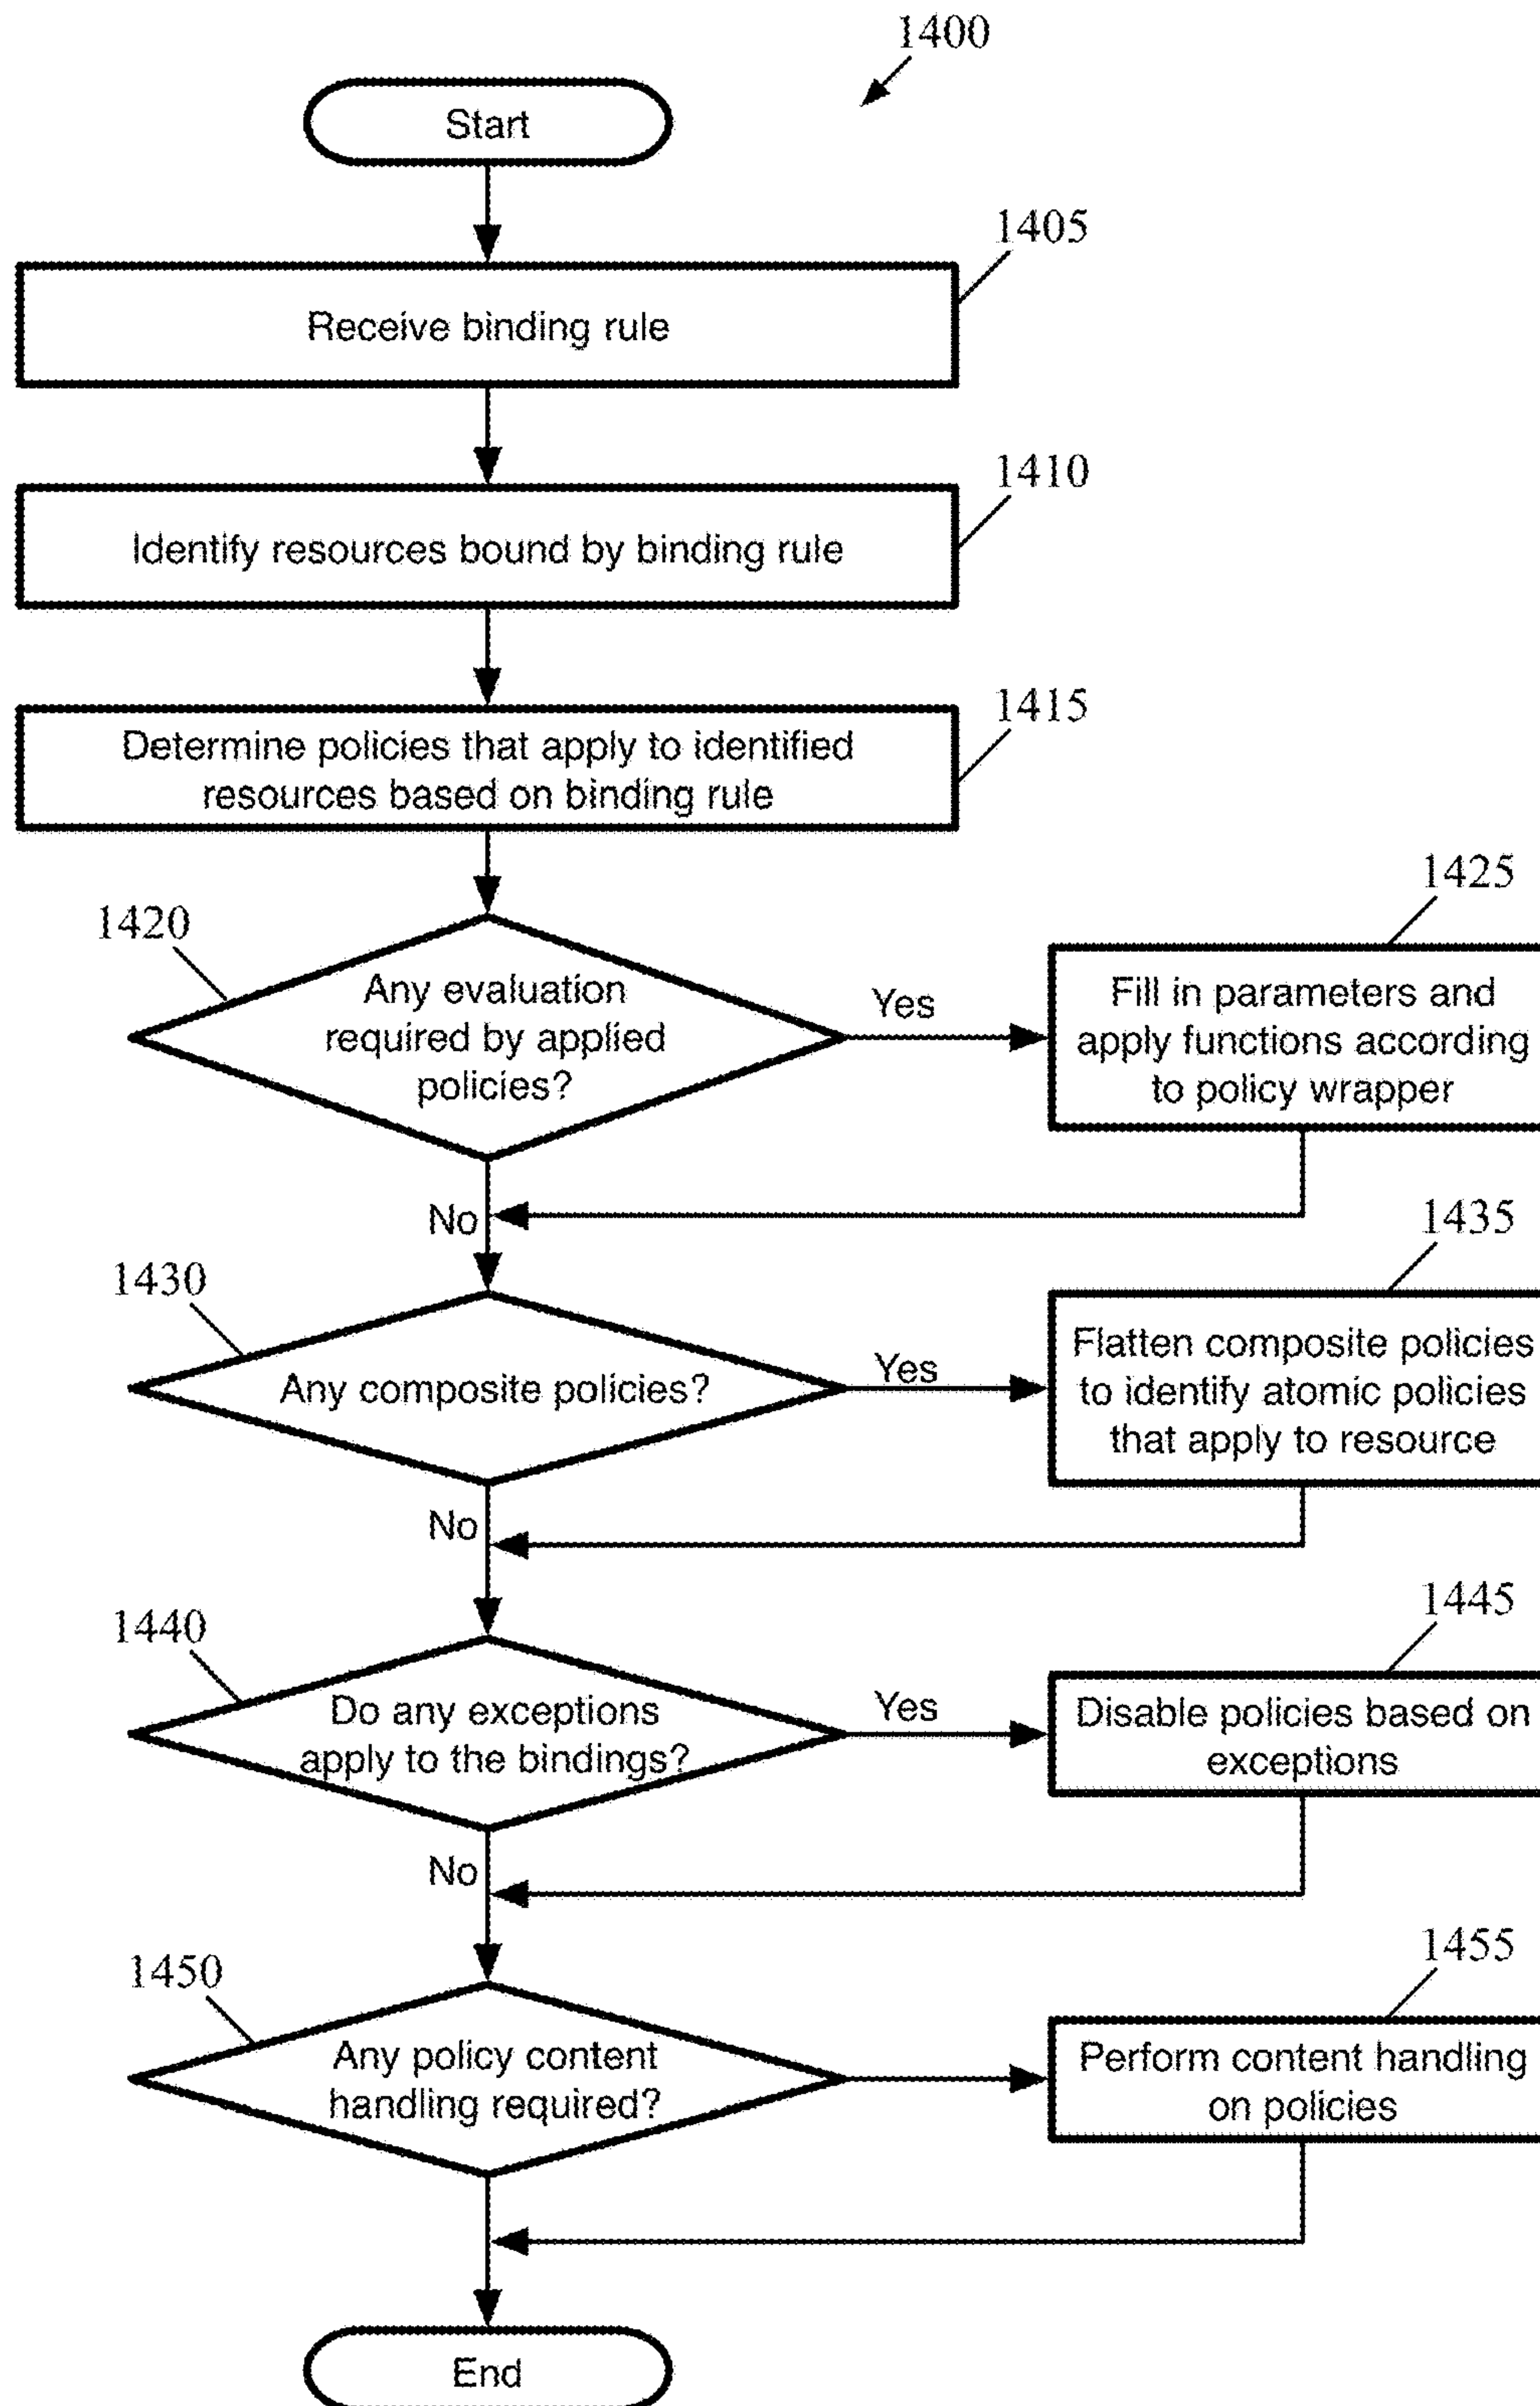 1400
Start
1405
Receive binding rule
1410
Identify resources bound by binding rule
1415
Determine policies that apply to identified
resources based on binding rule
1420
Any evaluation
required by applied
policies?
Yes
1425
Fill in parameters and
apply functions according
to policy wrapper
No
1430
Any composite policies?
Yes
1435
Flatten composite policies
to identify atomic policies
that apply to resource
No
1440
Do any exceptions
apply to the bindings?
Yes
1445
Disable policies based on
exceptions
No
1450
Any policy content
handling required?
1455
Perform content handling
on policies
End